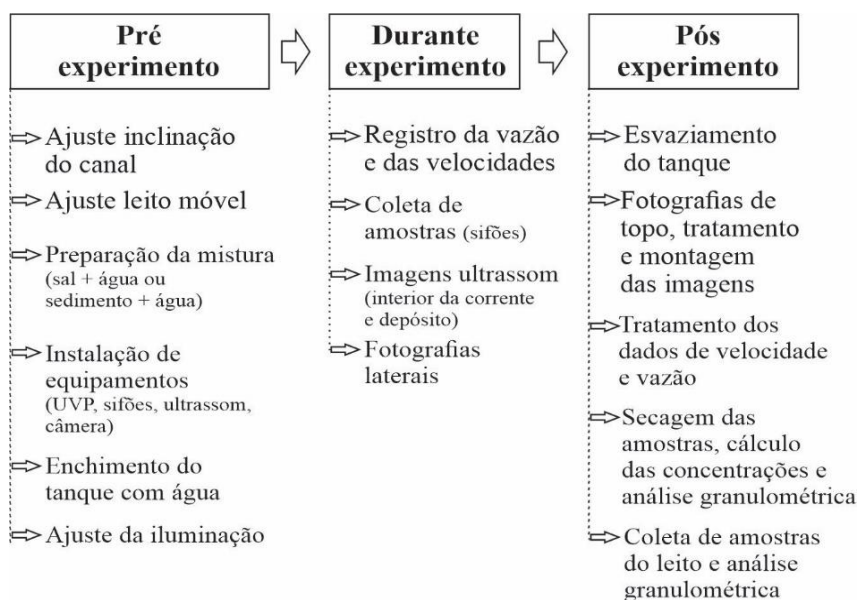 Pré
experimento
Ajuste inclinação
do canal
Ajuste leito móvel
Preparação da mistura
(sal + água ou
sedimento + água)
Instalação de
equipamentos
(UVP, sifões, ultrassom,
câmera)
Enchimento do
tanque com água
Ajuste da iluminação
Durante
experimento
Registro da vazão
e das velocidades
Coleta de
amostras (sifões)
Imagens ultrassom
(interior da corrente
e depósito)
Fotografias
laterais
Pós
experimento
Esvaziamento
do tanque
Fotografias de
topo, tratamento
e montagem
das imagens
Tratamento dos
dados de velocidade
e vazão
Secagem das
amostras, cálculo
das concentrações e
análise granulométrica
Coleta de amostras
do leito e análise
granulométrica